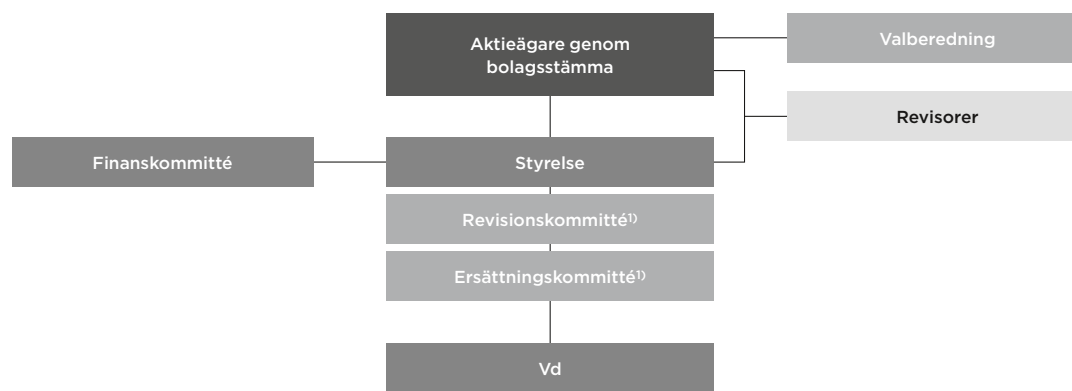 Aktieägare genom
bolagsstämma
Valberedning
Revisorer
Finanskommitté
Styrelse
Revisionskommitté¹⁾
Ersättningskommitté¹⁾
Vd